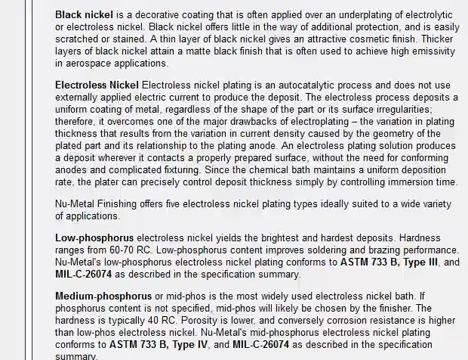 Black nickel is a decorative coating that is often applied over an underplating of electrolytic
or electroless nickel. Black nickel offers little in the way of additional protection, and is easily
scratched or stained. A thin layer of black nickel gives an attractive cosmetic finish. Thicker
layers of black nickel attain a matte black finish that is often used to achieve high emissivity
in aerospace applications.
Electroless Nickel Electroless nickel plating is an autocatalytic process and does not use
externally applied electric current to produce the deposit. The electroless process deposits a
uniform coating of metal, regardless of the shape of the part or its surface irregularities;
therefore, it overcomes one of the major drawbacks of electroplating – the variation in plating
thickness that results from the variation in current density caused by the geometry of the
plated part and its relationship to the plating anode. An electroless plating solution produces
a deposit wherever it contacts a properly prepared surface, without the need for conforming
anodes and complicated fixturing. Since the chemical bath maintains a uniform deposition
rate, the plater can precisely control deposit thickness simply by controlling immersion time.
Nu-Metal Finishing offers five electroless nickel plating types ideally suited to a wide variety
of applications.
Low-phosphorus electroless nickel yields the brightest and hardest deposits. Hardness
ranges from 60-70 RC. Low-phosphorus content improves soldering and brazing performance.
Nu-Metal's low-phosphorus electroless nickel plating conforms to ASTM 733 B, Type III, and
MIL-C-26074 as described in the specification summary.
Medium-phosphorus or mid-phos is the most widely used electroless nickel bath. If
phosphorus content is not specified, mid-phos will likely be chosen by the finisher. The
hardness is typically 40 RC. Porosity is lower, and conversely corrosion resistance is higher
than low-phos electroless nickel. Nu-Metal's mid-phosphorus electroless nickel plating
conforms to ASTM 733 B, Type IV, and MIL-C-26074 as described in the specification
summary.